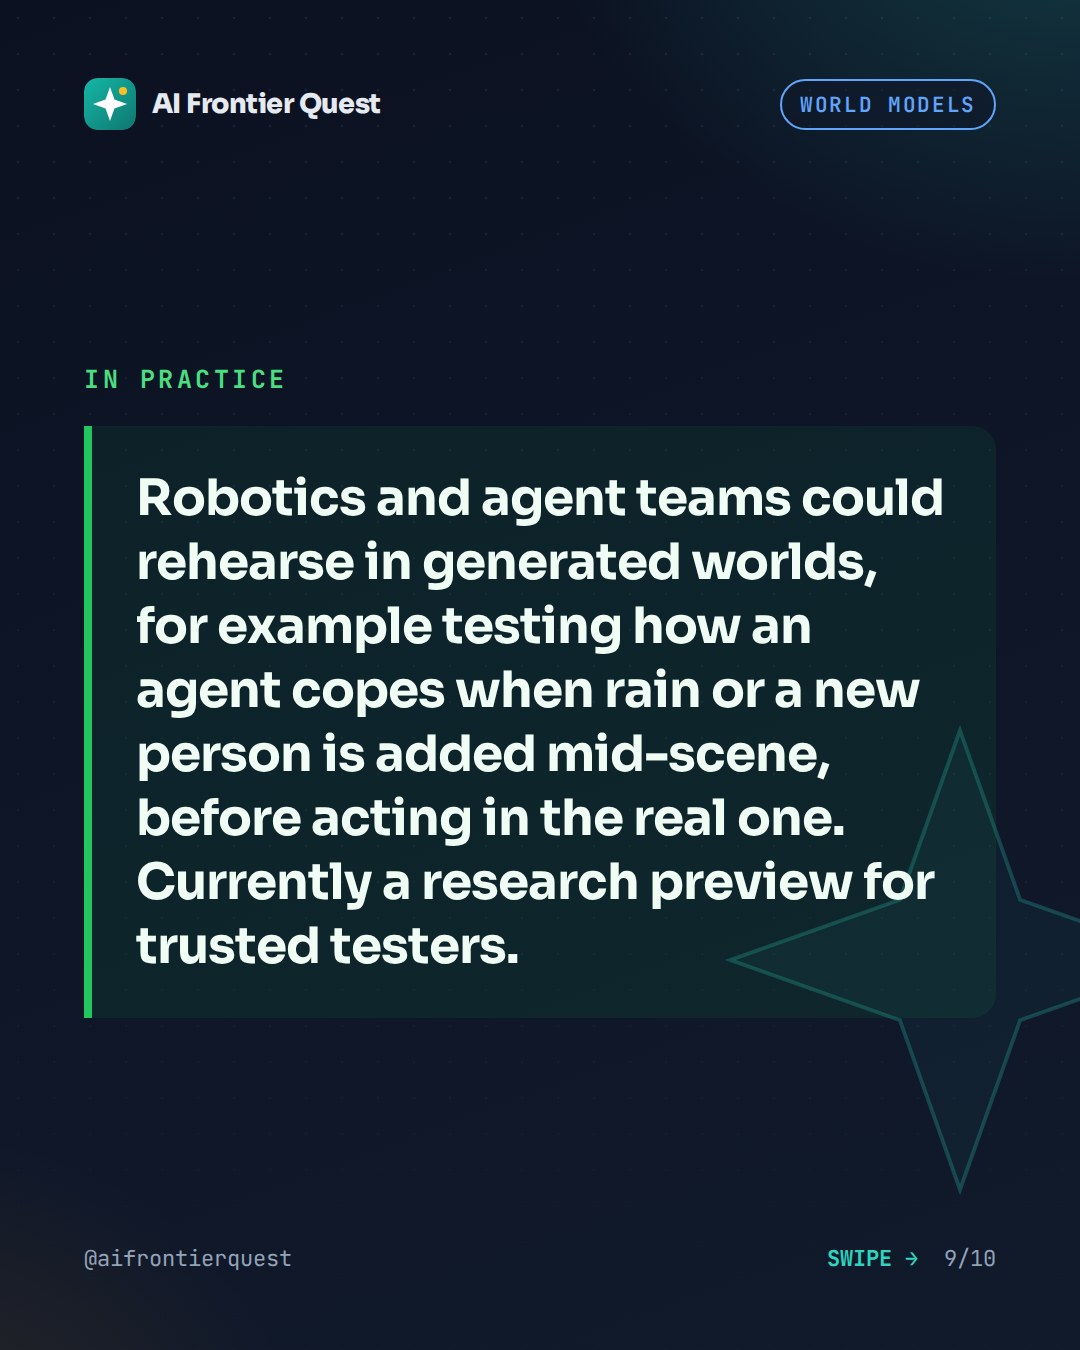 AI Frontier Quest
WORLD MODELS
IN PRACTICE
Robotics and agent teams could
rehearse in generated worlds,
for example testing how an
agent copes when rain or a new
person is added mid-scene,
before acting in the real one.
Currently a research preview for
trusted testers.
@aifrontierquest
SWIPE → 9/10